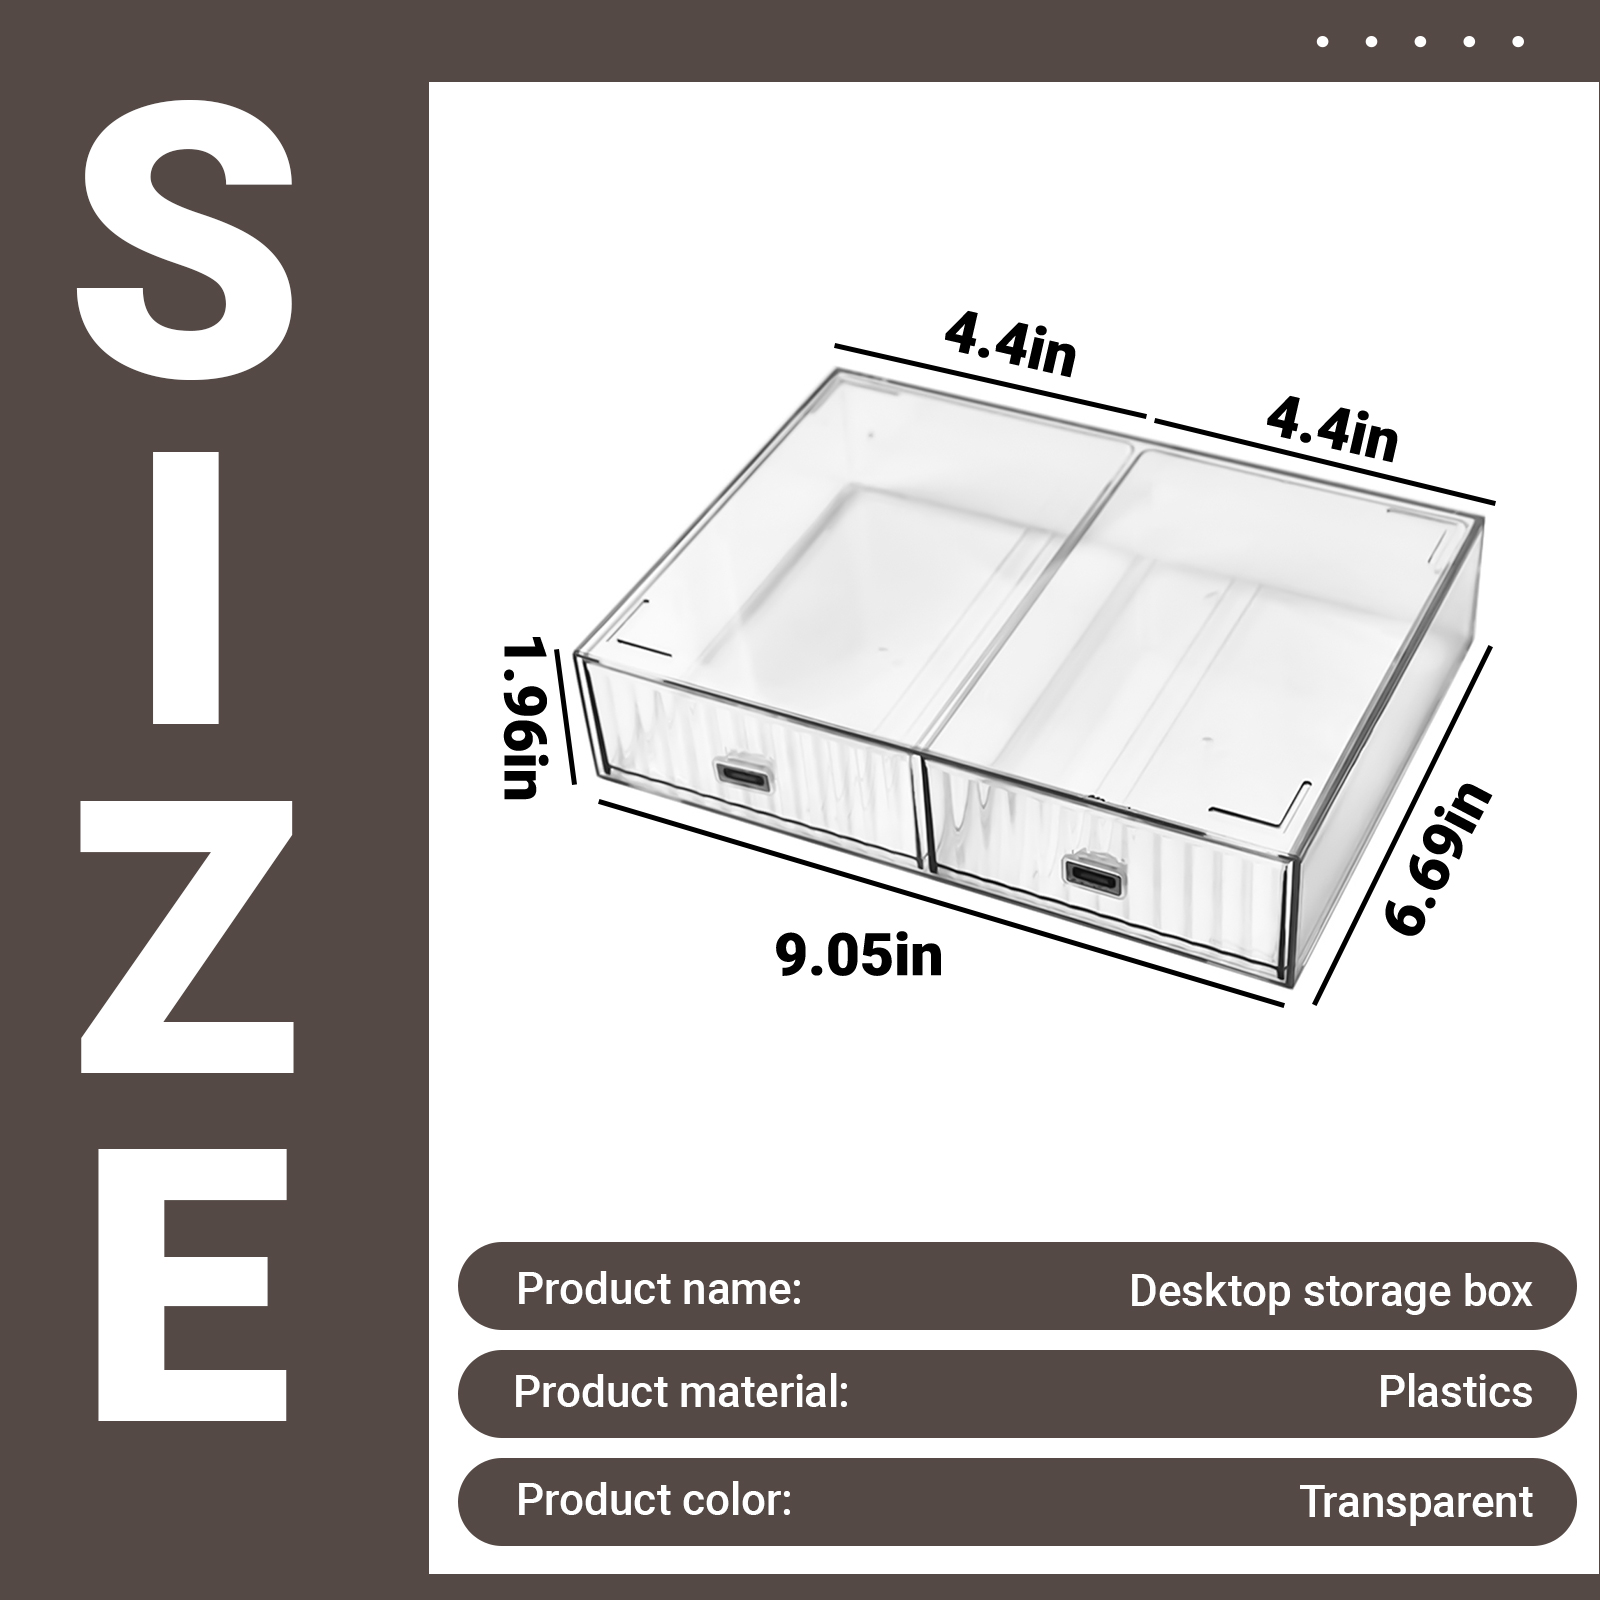 SIZE
4.4in
4.4in
1.96in
9.05in
6.69in
Product name: Desktop storage box
Product material: Plastics
Product color: Transparent